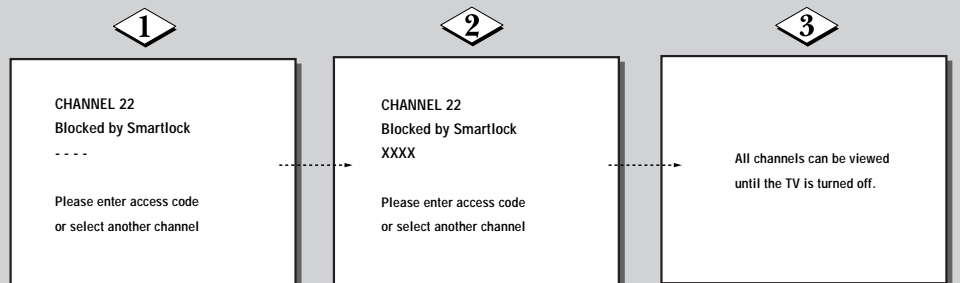 1
CHANNEL 22
Blocked by Smartlock
- - - -
Please enter access code
or select another channel
2
CHANNEL 22
Blocked by Smartlock
XXXX
Please enter access code
or select another channel
3
All channels can be viewed
until the TV is turned off.